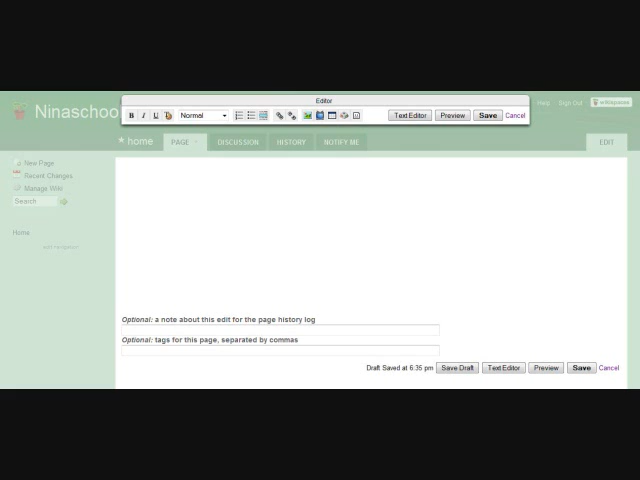 Editor
Ninaschoo
B I U Normal Text Editor Preview Save Cancel
Help Sign Out wikispaces
home PAGE DISCUSSION HISTORY NOTIFY ME EDIT
New Page
Recent Changes
Manage Wiki
Search
Home
edit navigation
Optional: a note about this edit for the page history log
Optional: tags for this page, separated by commas
Draft Saved at 6:35 pm Save Draft Text Editor Preview Save Cancel